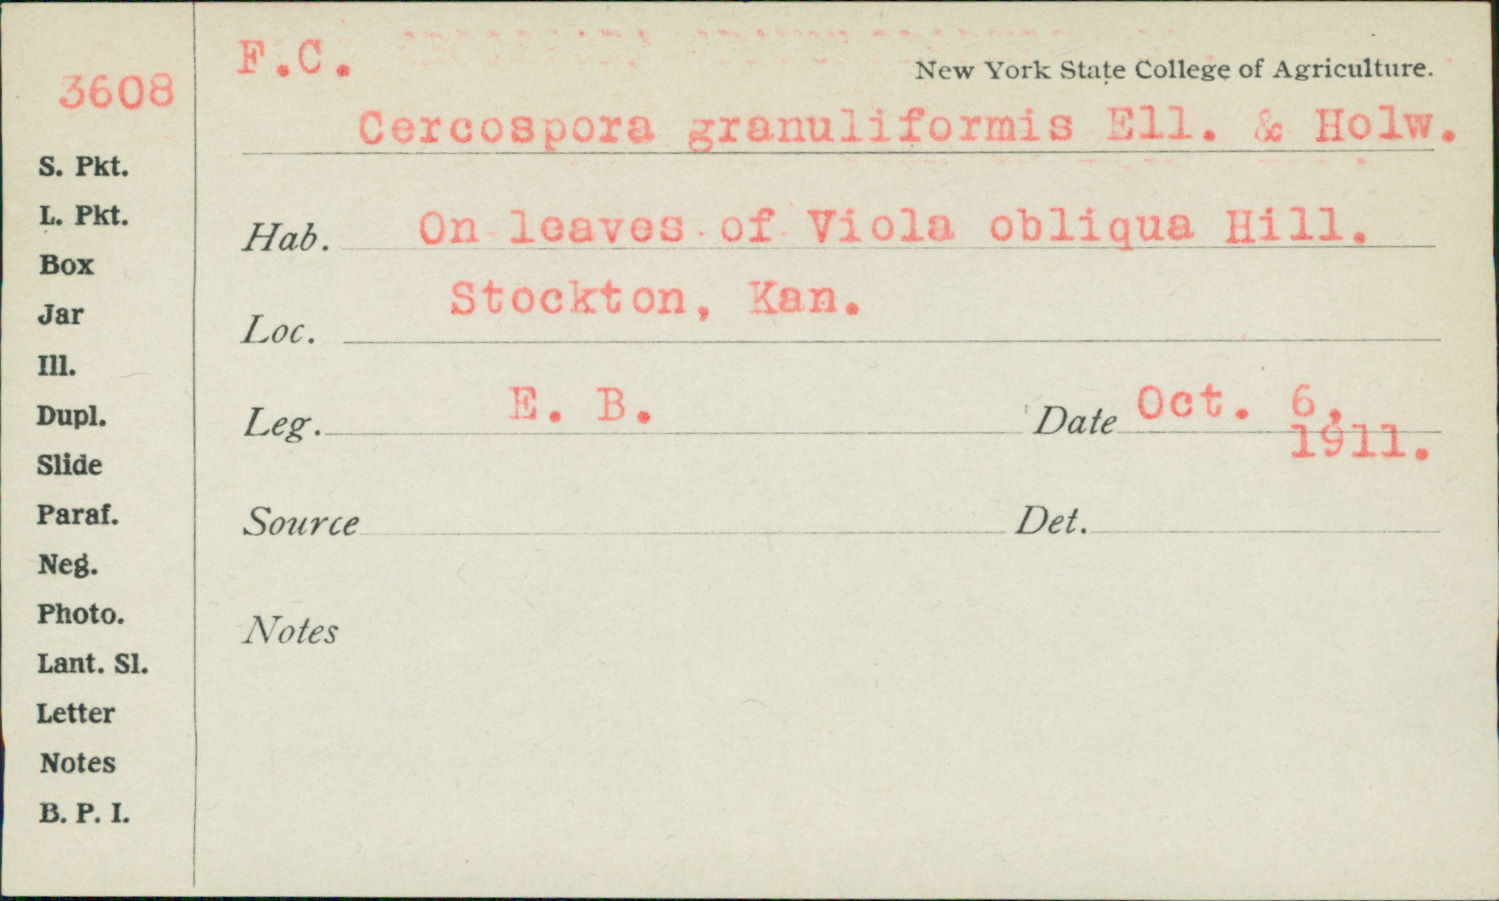 3608
F.C.
New York State College of Agriculture.
Cercospora granuliformis Ell. & Holw.
Hab. On leaves of Viola obliqua Hill.
Loc. Stockton, Kan.
Leg. E. B. Date Oct. 6,
1911.
Source Det.
Notes
S. Pkt.
L. Pkt.
Box
Jar
Ill.
Dupl.
Slide
Paraf.
Neg.
Photo.
Lant. Sl.
Letter
Notes
B. P. I.